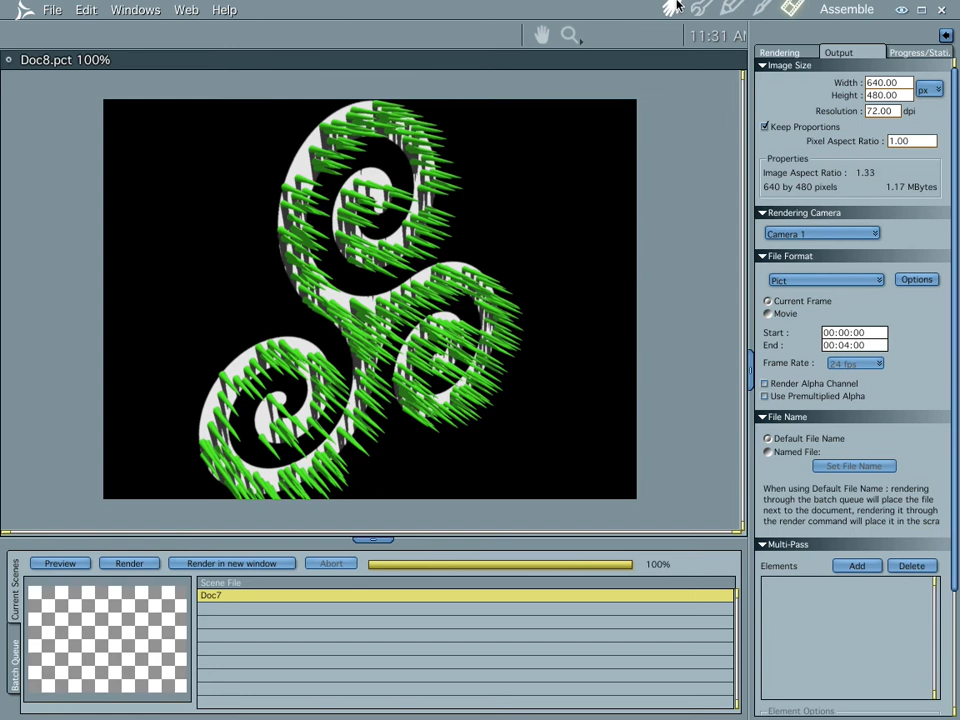 File Edit Windows Web Help
Assemble
11:31 AM
Doc8.pct 100%
Rendering Output Progress/Stati.
Image Size
Width : 640.00
Height : 480.00
px
Resolution : 72.00 dpi
Keep Proportions
Pixel Aspect Ratio : 1.00
Properties
Image Aspect Ratio : 1.33
640 by 480 pixels 1.17 MBytes
Rendering Camera
Camera 1
File Format
Pict Options
Current Frame
Movie
Start : 00:00:00
End : 00:04:00
Frame Rate : 24 fps
Render Alpha Channel
Use Premultiplied Alpha
File Name
Default File Name
Named File:
Set File Name
When using Default File Name : rendering
through the batch queue will place the file
next to the document, rendering it through
the render command will place it in the scra
Multi-Pass
Elements Add Delete
Element Options
Current Scenes
Batch Queue
Preview Render Render in new window Abort 100%
Scene File
Doc7